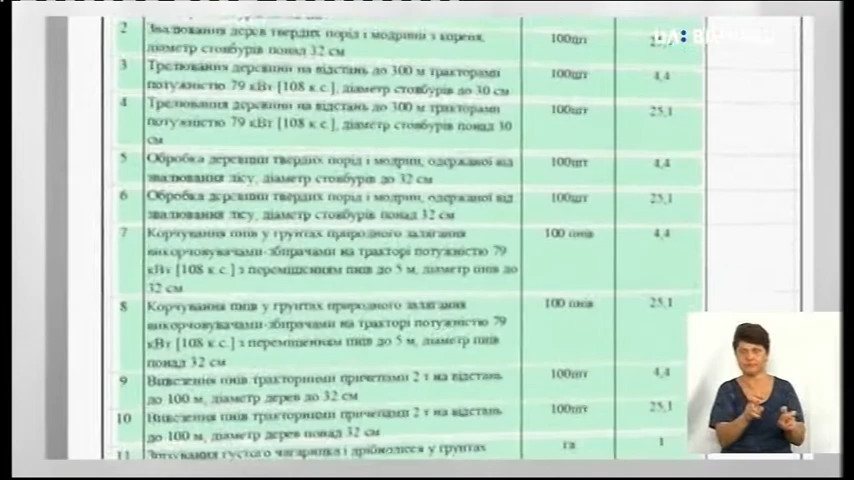 2 Звалювання дерев твердих порід і модрини з кореня, 100шт
діаметр стовбурів понад 32 см
3 Трелювання деревини на відстань до 300 м тракторами 100шт 4,4
потужністю 79 кВт [108 к.с.], діаметр стовбурів до 30 см
4 Трелювання деревини на відстань до 300 м тракторами 100шт 25,1
потужністю 79 кВт [108 к.с.], діаметр стовбурів понад 30
см
5 Обробка деревини твердих порід і модрин, одержаної від 100шт 4,4
звалювання лісу, діаметр стовбурів до 32 см
6 Обробка деревини твердих порід і модрин, одержаної від 100шт 25,1
звалювання лісу, діаметр стовбурів понад 32 см
7 Корчування пнів у грунтах природного залягання 100 пнів 4,4
викорчовувачами-збирачами на тракторі потужністю 79
кВт [108 к.с.] з переміщенням пнів до 5 м, діаметр пнів до
32 см
8 Корчування пнів у грунтах природного залягання 100 пнів 25,1
викорчовувачами-збирачами на тракторі потужністю 79
кВт [108 к.с.] з переміщенням пнів до 5 м, діаметр пнів
понад 32 см
9 Вивезення пнів тракторними причепами 2 т на відстань 100шт 4,4
до 100 м, діаметр дерев до 32 см
10 Вивезення пнів тракторними причепами 2 т на відстань 100шт 25,1
до 100 м, діаметр дерев понад 32 см
11 густого чагарника і дрібнолісся у грунтах га 1
UA: